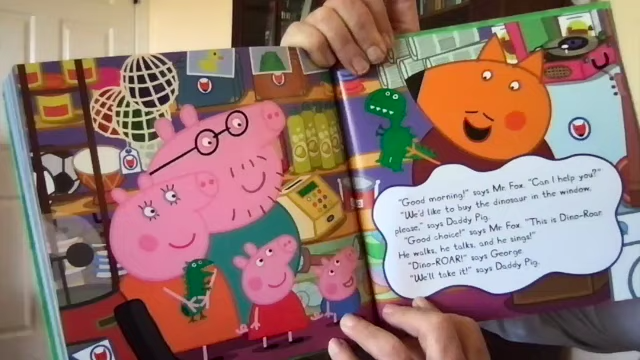 "Good morning!" says Mr. Fox. "Can I help you?"
"We'd like to buy the dinosaur in the window,
please," says Daddy Pig.
"Good choice!" says Mr. Fox. "This is Dino-Roar.
He walks, he talks, and he sings!"
"Dino-ROAR!" says George.
"We'll take it!" says Daddy Pig.